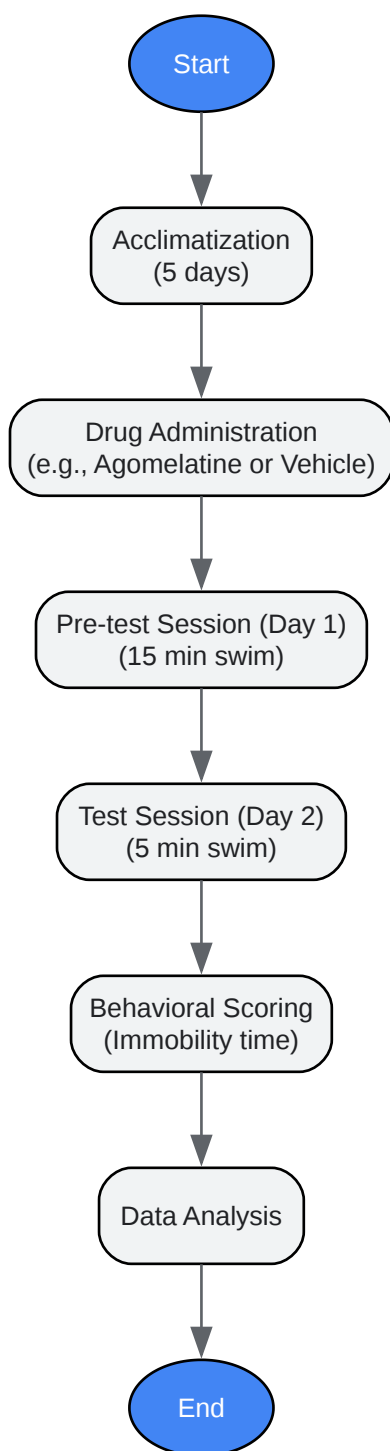 Start
Acclimatization
(5 days)
Drug Administration
(e.g., Agomelatine or Vehicle)
Pre-test Session (Day 1)
(15 min swim)
Test Session (Day 2)
(5 min swim)
Behavioral Scoring
(Immobility time)
Data Analysis
End